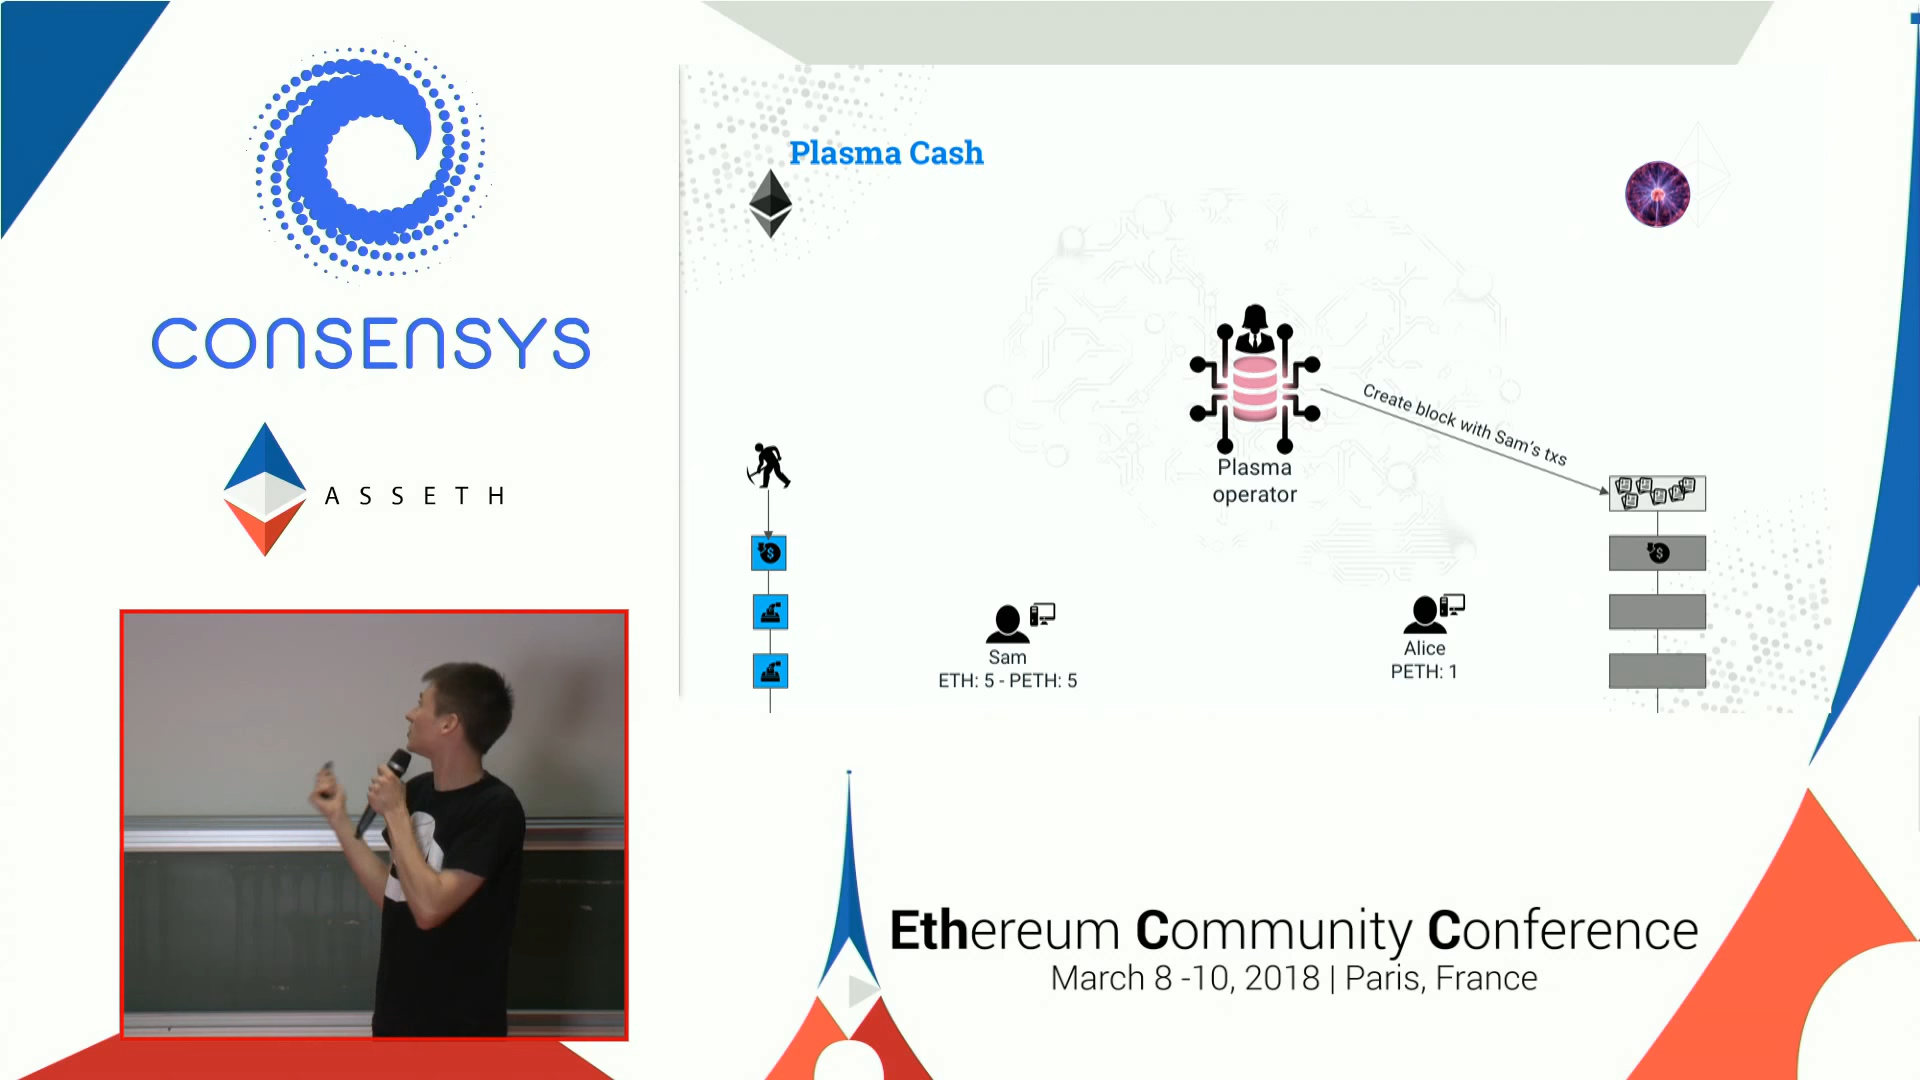 CONSENSYS
ASSETH
Plasma Cash
Create block with Sam's txs
Plasma
operator
Sam
ETH: 5 - PETH: 5
Alice
PETH: 1
Ethereum Community Conference
March 8 -10, 2018 | Paris, France